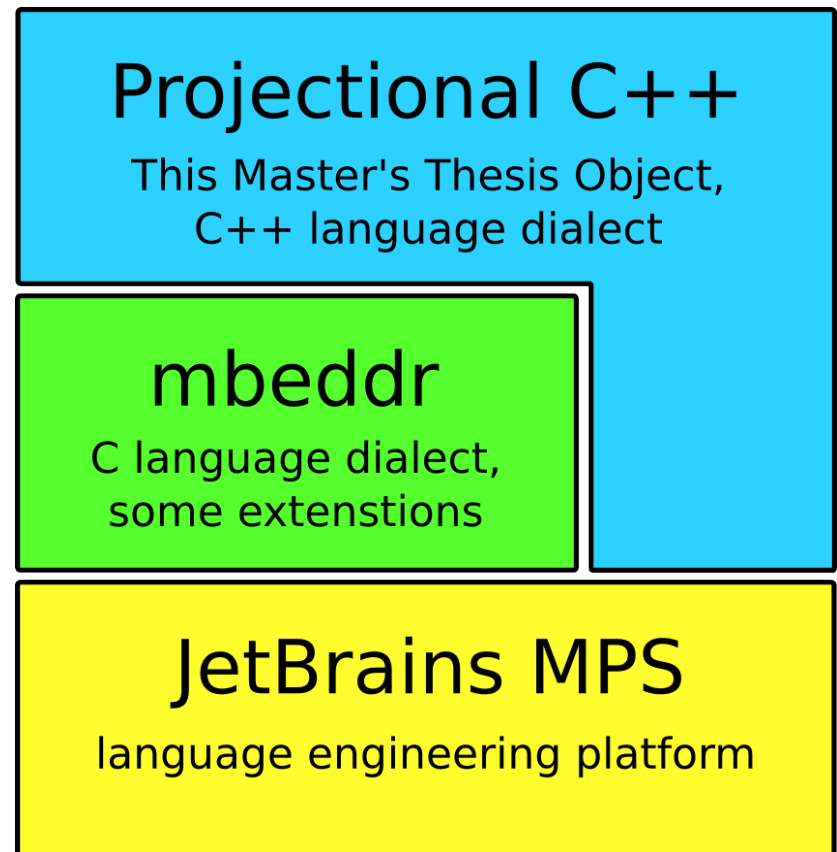 Projectional C++
This Master's Thesis Object,
C++ language dialect
mbeddr
C language dialect,
some extenstions
JetBrains MPS
language engineering platform